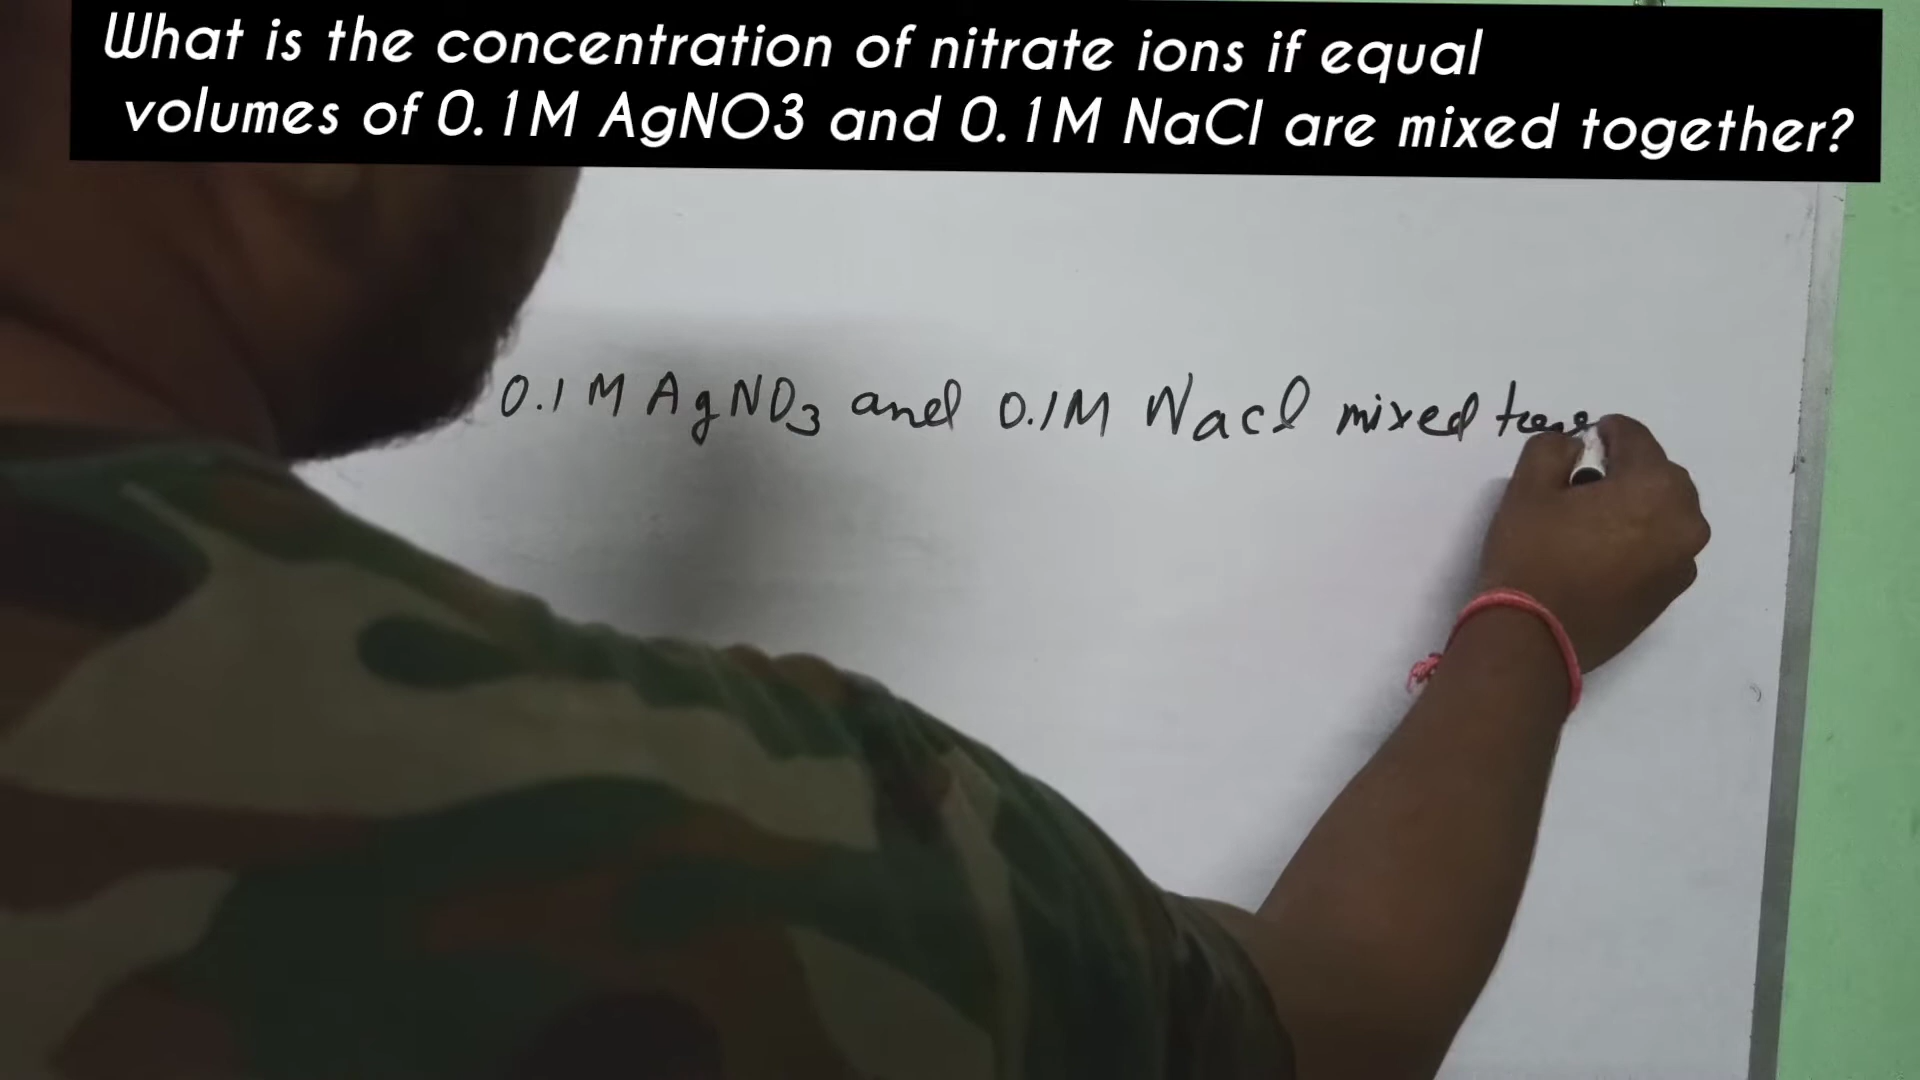 What is the concentration of nitrate ions if equal
volumes of 0.1M AgNO3 and 0.1M NaCl are mixed together?
0.1 M AgNO3 and 0.1M Nacl mixed